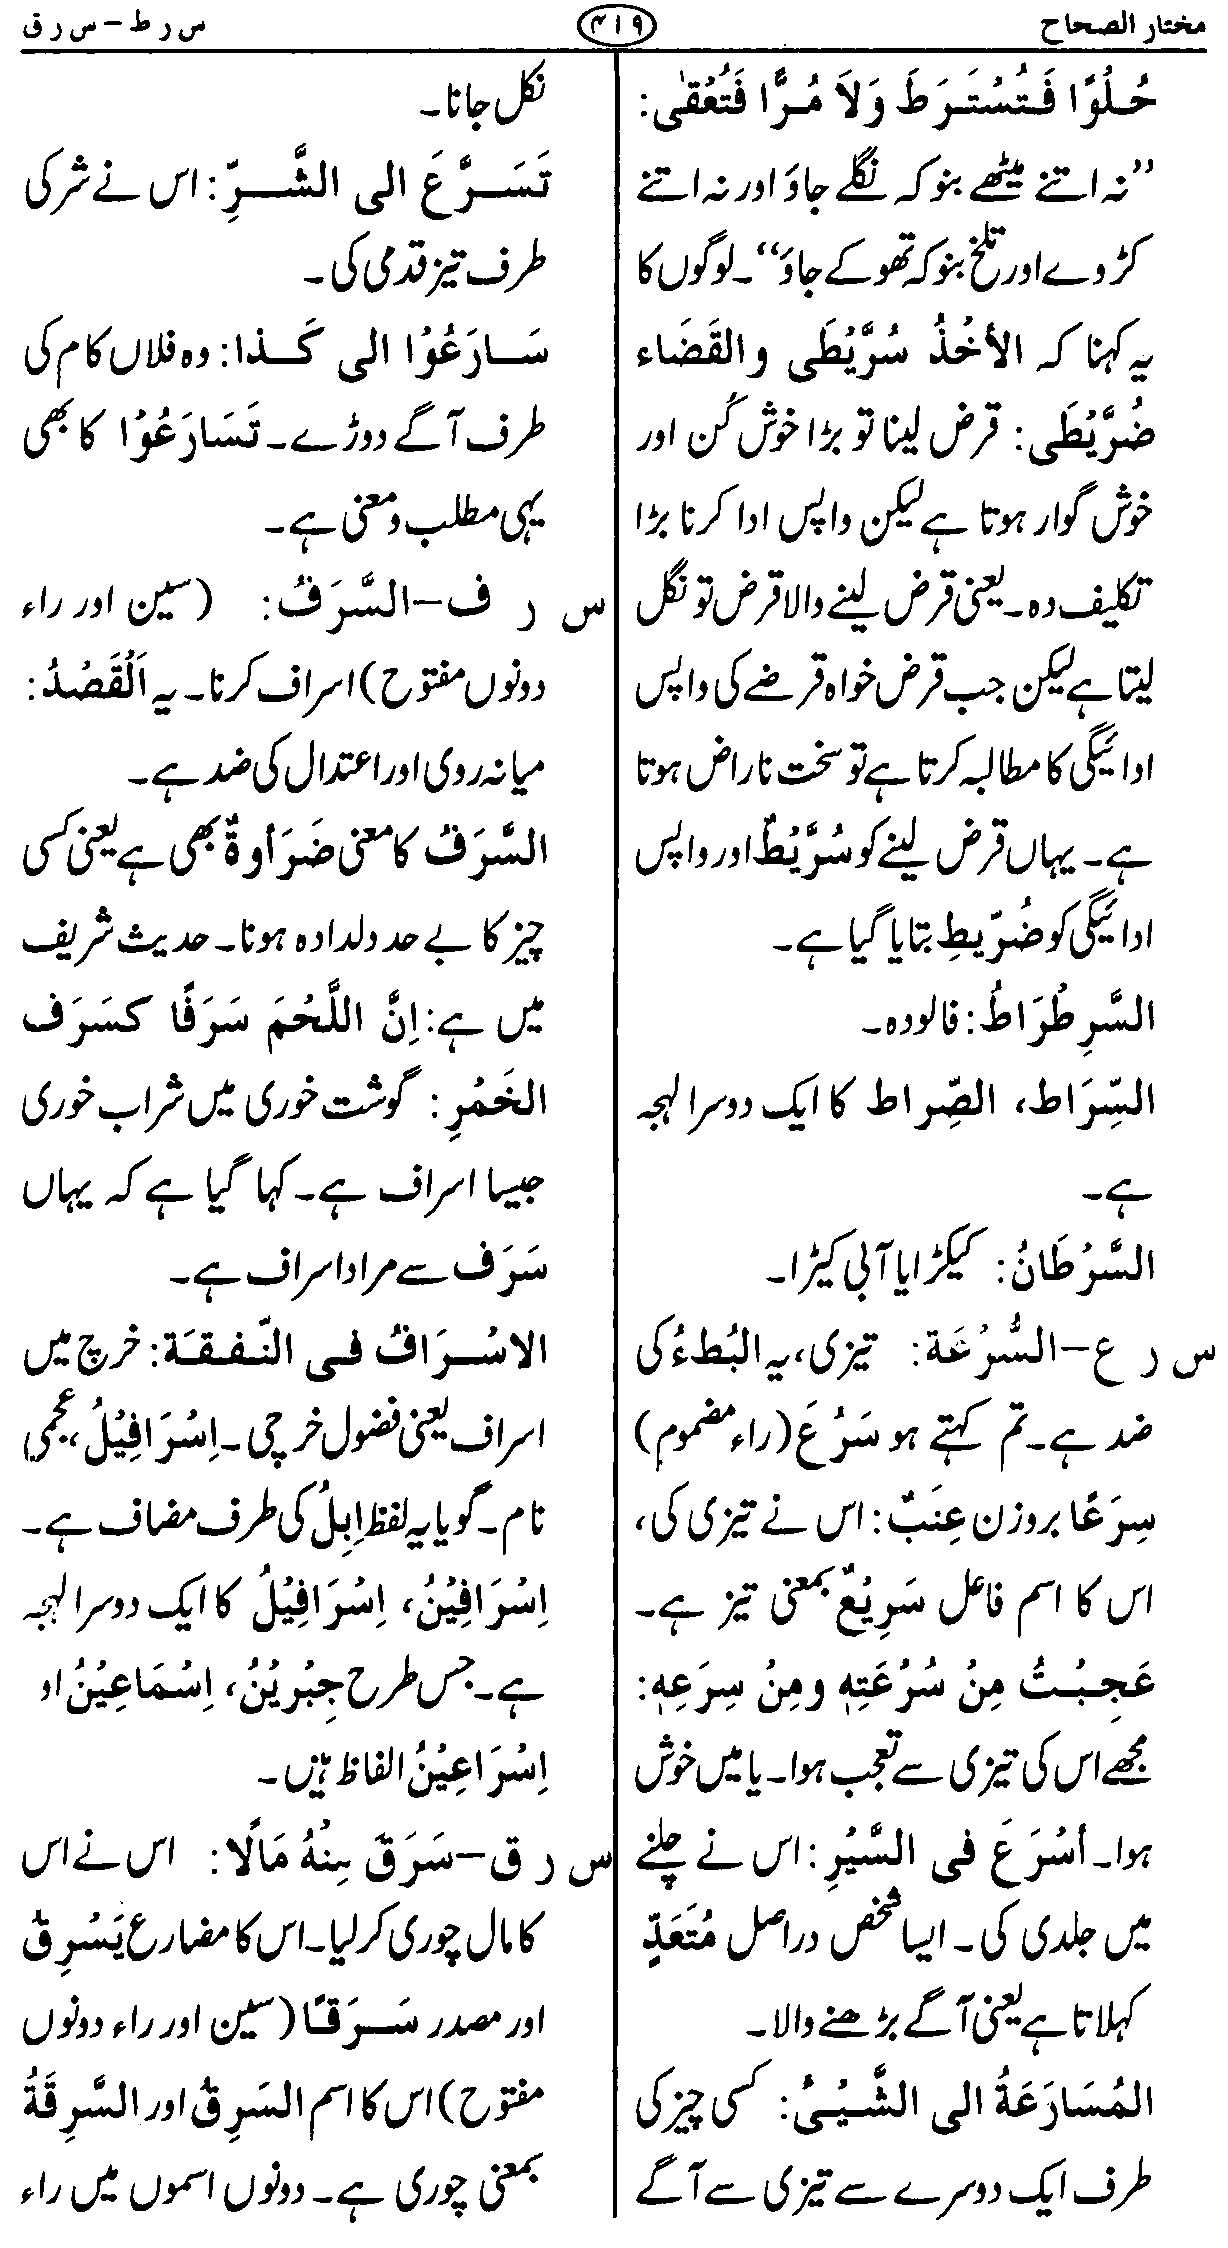 مختار الصحاح
۴۱۹
س ر ط – س ر ق
حُلُوًّا فَتُسْتَرَطَ وَلَا مُرًّا فَتُعْقٰی:
’’نہ اتنے میٹھے بنو کہ نگلے جاؤ اور نہ اتنے
کڑوے اور تلخ بنو کہ تھوکے جاؤ‘‘۔ لوگوں کا
یہ کہنا کہ الأخْذُ سُرَّیْطَی والقَضَاء
ضُرَّیْطَی: قرض لینا تو بڑا خوش کُن اور
خوش گوار ہوتا ہے لیکن واپس ادا کرنا بڑا
تکلیف دہ۔ یعنی قرض لینے والا قرض تو نگل
لیتا ہے لیکن جب قرض خواہ قرضے کی واپس
ادائیگی کا مطالبہ کرتا ہے تو سخت ناراض ہوتا
ہے۔ یہاں قرض لینے کو سُرَّیْطٌ اور واپس
ادائیگی کو ضُرّیطِ بتایا گیا ہے۔
السَّرِطْرَاطُ: فالودہ۔
السِّرَاط، الصِّراط کا ایک دوسرا لہجہ
ہے۔
السَّرْطَانُ: کیکڑا یا آبی کیڑا۔
س ر ع – السُّرْعَة: تیزی، یہ البُطءُ کی
ضد ہے۔ تم کہتے ہو سَرُعَ (راء مضموم)
سِرَعًا بروزن عِنَبٌ: اس نے تیزی کی،
اس کا اسم فاعل سَرِیْعٌ بمعنی تیز ہے۔
عَجِبْتُ مِنْ سُرْعَتِهٖ ومِنْ سِرَعِهٖ:
مجھے اس کی تیزی سے تعجب ہوا۔ یا میں خوش
ہوا۔ أسْرَعَ فی السَّیْرِ: اس نے چلنے
میں جلدی کی۔ ایسا شخص دراصل مُتَعَدٍّ
کہلاتا ہے یعنی آگے بڑھنے والا۔
المُسَارَعَةُ الی الشَّیْئُ: کسی چیز کی
طرف ایک دوسرے سے تیزی سے آگے
نکل جانا۔
تَسَرَّعَ الی الشَّرِّ: اس نے شر کی
طرف تیز قدمی کی۔
سَارَعُوْا الی کَذا: وہ فلاں کام کی
طرف آگے دوڑے۔ تَسَارَعُوْا کا بھی
یہی مطلب و معنی ہے۔
س ر ف – السَّرَفُ: (سین اور راء
دونوں مفتوح) اسراف کرنا۔ یہ اَلْقَصْدُ:
میانہ روی اور اعتدال کی ضد ہے۔
السَّرَفُ کا معنی ضَرَأوةٌ بھی ہے یعنی کسی
چیز کا بے حد دلدادہ ہونا۔ حدیث شریف
میں ہے: اِنَّ اللَّحْمَ سَرَفًا کسَرَف
الخَمْرِ: گوشت خوری میں شراب خوری
جیسا اسراف ہے۔ کہا گیا ہے کہ یہاں
سَرَف سے مراد اسراف ہے۔
الاسْرَافُ فی النّفقة: خرچ میں
اسراف یعنی فضول خرچی۔ اِسْرَافِیْلُ، عجمی
نام۔ گویا یہ لفظ اِیِلُ کی طرف مضاف ہے۔
اِسْرَافِیْنُ، اِسْرَافِیْلُ کا ایک دوسرا لہجہ
ہے۔ جس طرح جِبْرِیْنُ، اِسْمَاعِیْنُ او
اِسْرَاعِیْنُ الفاظ ہیں۔
س ر ق – سَرَقَ مِنْهُ مَالًا: اس نے اس
کا مال چوری کر لیا۔ اس کا مضارع یَسْرِقُ
اور مصدر سَرَقًا (سین اور راء دونوں
مفتوح) اس کا اسم السَرِقُ اور السَّرِقَةُ
بمعنی چوری ہے۔ دونوں اسموں میں راء